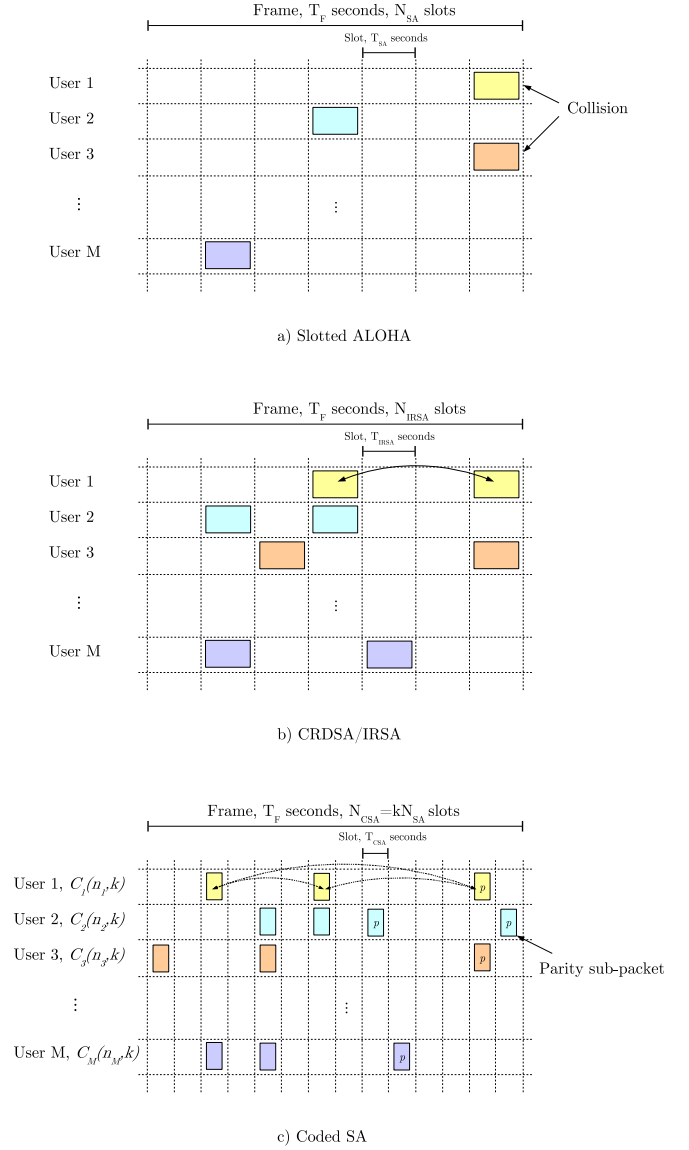 Frame, T_F seconds, N_SA slots
Slot, T_SA seconds
User 1
Collision
User 2
User 3
⋮ ⋮
User M
a) Slotted ALOHA
Frame, T_F seconds, N_IRSA slots
Slot, T_IRSA seconds
User 1
User 2
User 3
⋮ ⋮
User M
b) CRDSA/IRSA
Frame, T_F seconds, N_CSA=kN_SA slots
Slot, T_CSA seconds
User 1, C_1(n_1,k) p
User 2, C_2(n_2,k) p p
User 3, C_3(n_3,k) p
Parity sub-packet
⋮ ⋮
User M, C_M(n_M,k) p
c) Coded SA